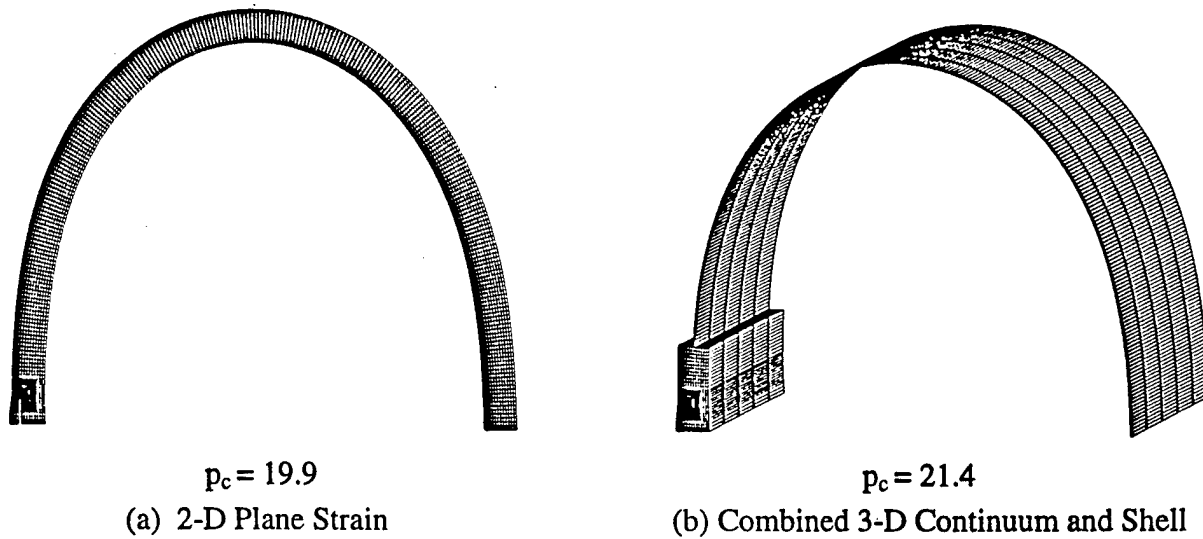 p_c = 19.9
(a) 2-D Plane Strain
p_c = 21.4
(b) Combined 3-D Continuum and Shell